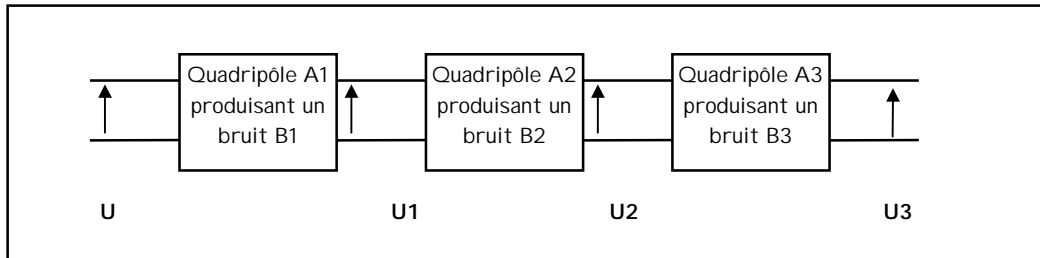 Quadripôle A1
produisant un
bruit B1
Quadripôle A2
produisant un
bruit B2
Quadripôle A3
produisant un
bruit B3
U
U1
U2
U3